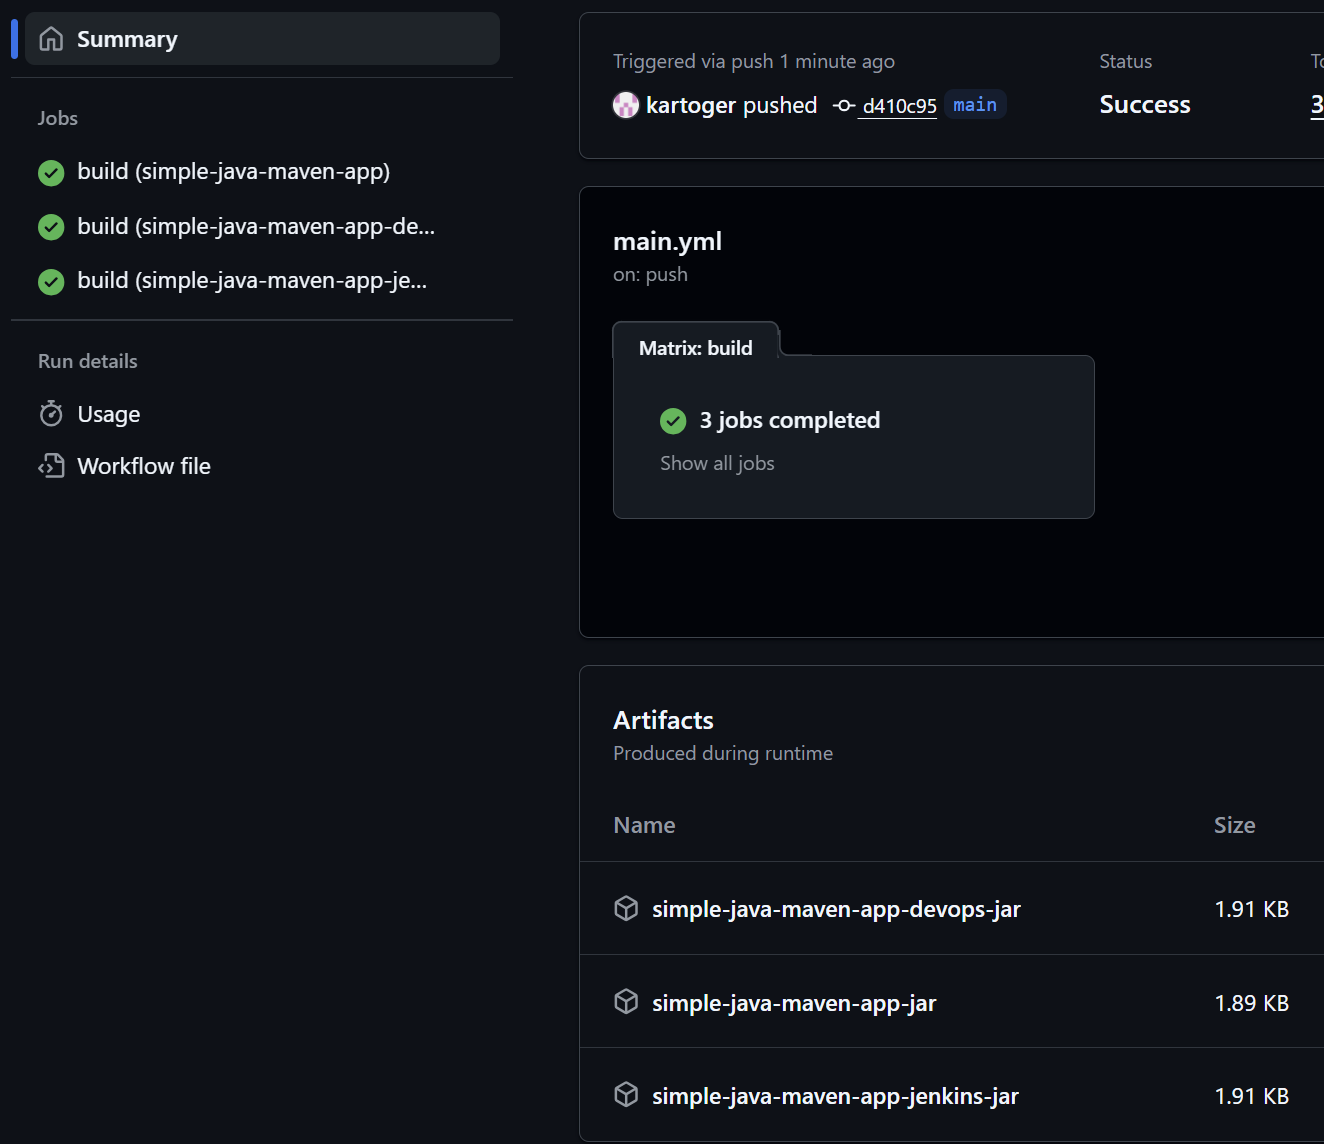 Summary
Jobs
build (simple-java-maven-app)
build (simple-java-maven-app-de...
build (simple-java-maven-app-je...
Run details
Usage
Workflow file
Triggered via push 1 minute ago
kartoger pushed d410c95 main
Status
Success
To
3
main.yml
on: push
Matrix: build
3 jobs completed
Show all jobs
Artifacts
Produced during runtime
Name Size
simple-java-maven-app-devops-jar 1.91 KB
simple-java-maven-app-jar 1.89 KB
simple-java-maven-app-jenkins-jar 1.91 KB